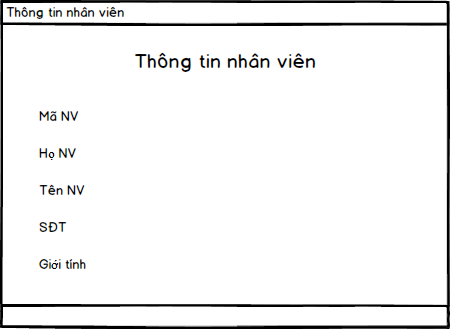 Thông tin nhân viên
Thông tin nhân viên
Mã NV
Họ NV
Tên NV
SĐT
Giới tính